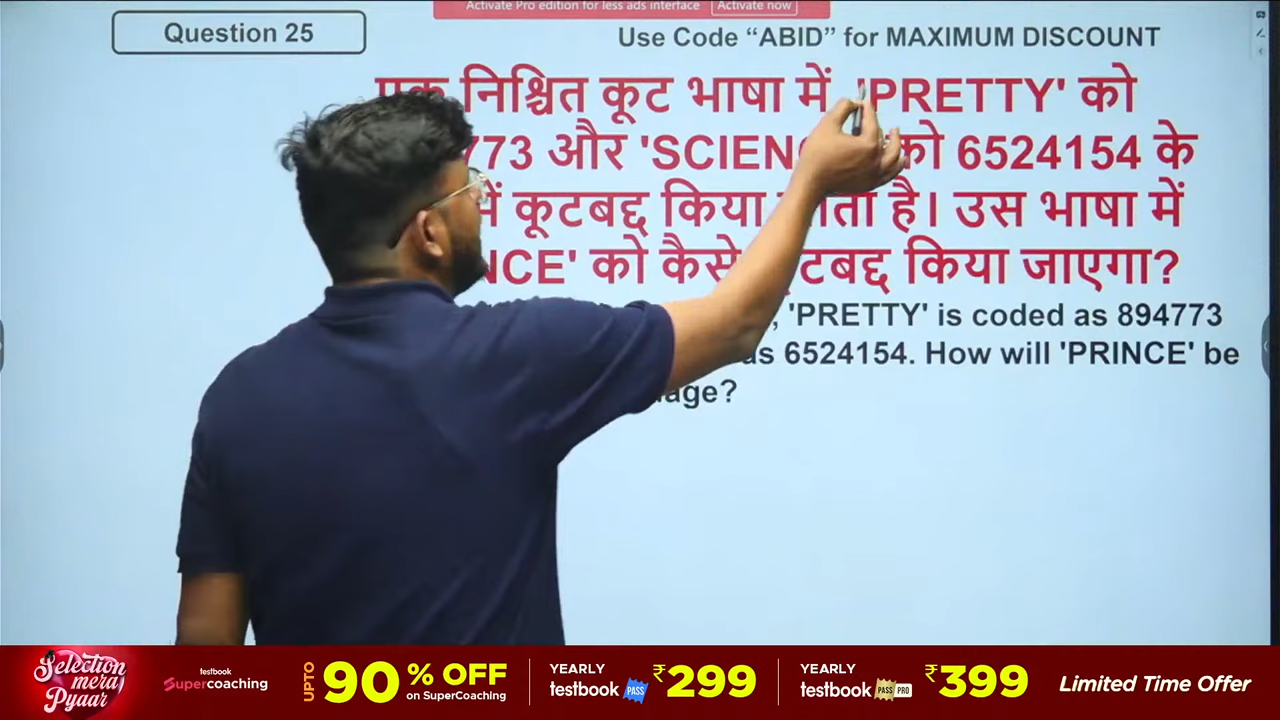 Activate Pro edition for less ads interface Activate now
Question 25
Use Code “ABID” for MAXIMUM DISCOUNT
एक निश्चित कूट भाषा में, 'PRETTY' को
773 और 'SCIEN को 6524154 के
में कूटबद्द किया है। उस भाषा में
NCE' को कैसे किया जाएगा?
, 'PRETTY' is coded as 894773
as 6524154. How will 'PRINCE' be
age?
Selection mera Pyaar
testbook Supercoaching
UPTO 90% OFF on SuperCoaching
YEARLY testbook PASS ₹299
YEARLY testbook PASS PRO ₹399
Limited Time Offer